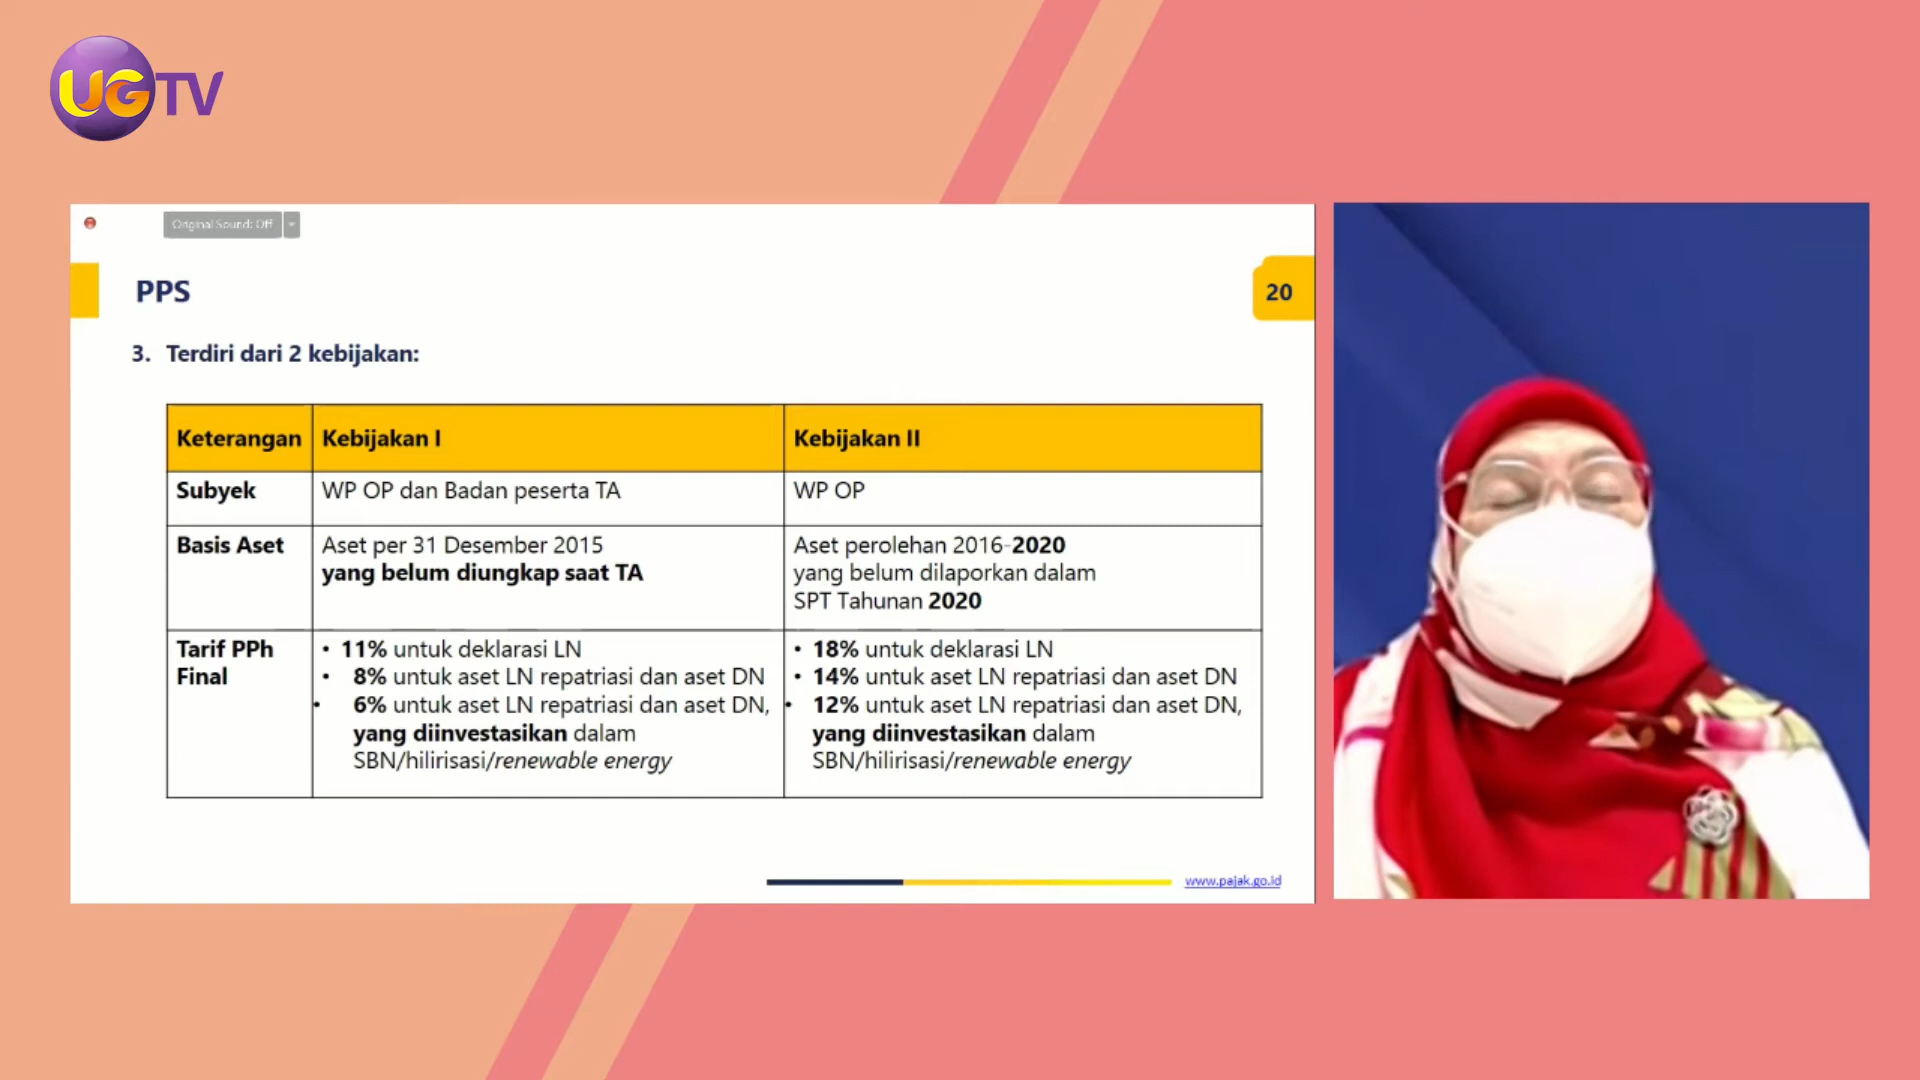 UGTV
Original Sound: Off
PPS
20
3. Terdiri dari 2 kebijakan:
Keterangan
Kebijakan I
Kebijakan II
Subyek
WP OP dan Badan peserta TA
WP OP
Basis Aset
Aset per 31 Desember 2015
yang belum diungkap saat TA
Aset perolehan 2016-2020
yang belum dilaporkan dalam
SPT Tahunan 2020
Tarif PPh
Final
• 11% untuk deklarasi LN
• 8% untuk aset LN repatriasi dan aset DN
• 6% untuk aset LN repatriasi dan aset DN,
yang diinvestasikan dalam
SBN/hilirisasi/renewable energy
• 18% untuk deklarasi LN
• 14% untuk aset LN repatriasi dan aset DN
• 12% untuk aset LN repatriasi dan aset DN,
yang diinvestasikan dalam
SBN/hilirisasi/renewable energy
www.pajak.go.id